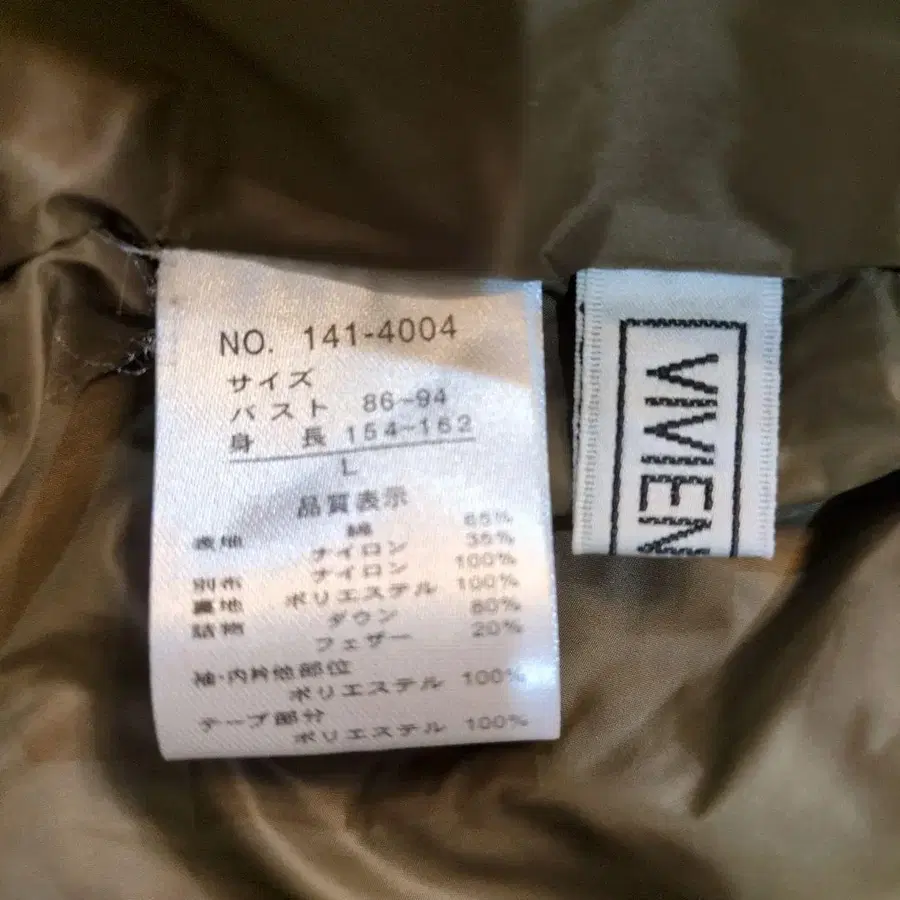 NO. 141-4004
サイズ
バスト 86-94
身 長 154-162
L
品質表示
表地 綿 65%
ナイロン 35%
別布 ナイロン 100%
裏地 ポリエステル 100%
詰物 ダウン 80%
フェザー 20%
袖・内衿他部位
ポリエステル 100%
テープ部分
ポリエステル 100%
VIVIEN